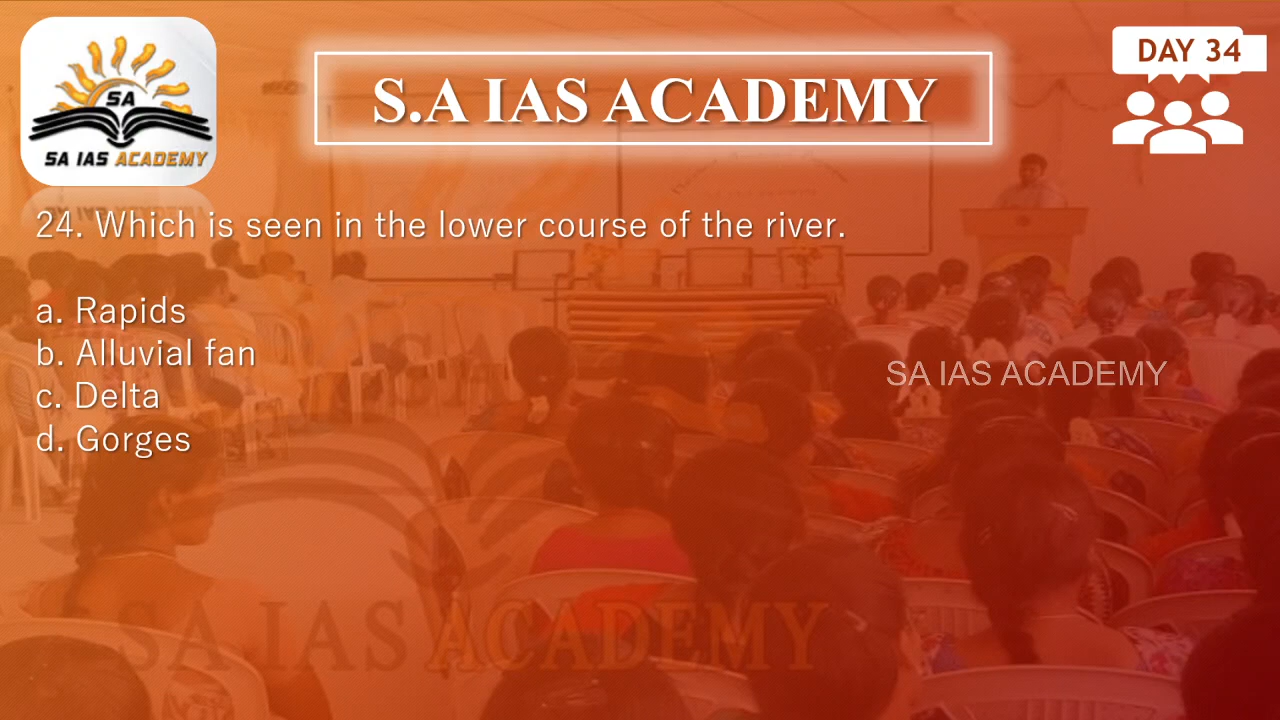 SA
SA IAS ACADEMY
S.A IAS ACADEMY
DAY 34
24. Which is seen in the lower course of the river.
a. Rapids
b. Alluvial fan
c. Delta
d. Gorges
SA IAS ACADEMY
SA
SA IAS ACADEMY